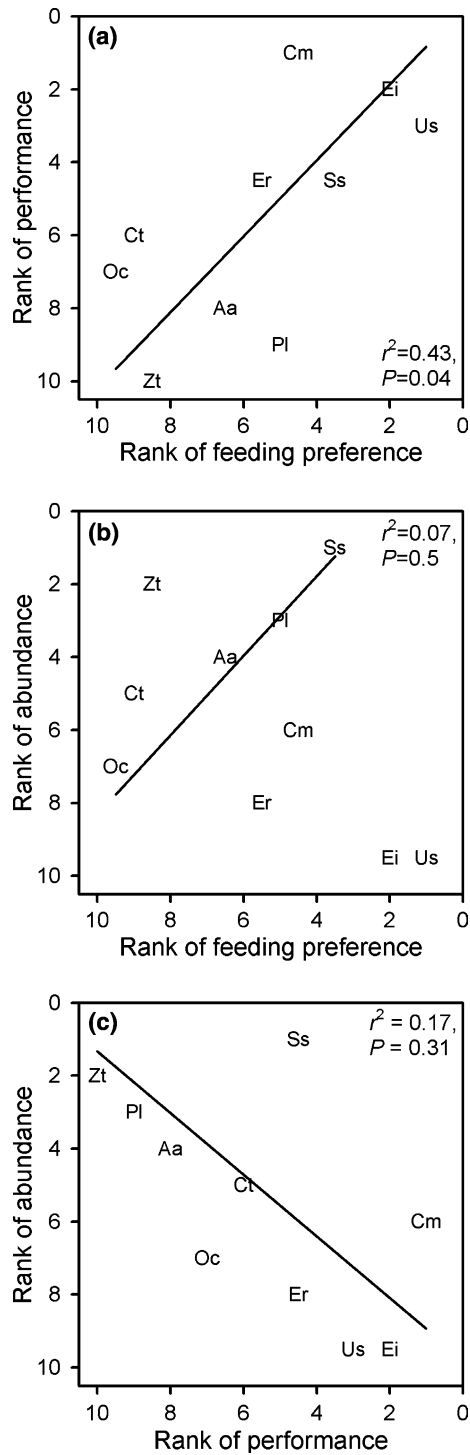 (a)
0
2
4
6
8
10
Rank of performance
Cm
Ei
Us
Er
Ss
Ct
Oc
Aa
Pl
Zt
r²=0.43,
P=0.04
10 8 6 4 2 0
Rank of feeding preference
(b)
0
2
4
6
8
10
Rank of abundance
r²=0.07,
P=0.5
Ss
Zt
Pl
Aa
Ct
Cm
Oc
Er
Ei Us
10 8 6 4 2 0
Rank of feeding preference
(c)
0
2
4
6
8
10
Rank of abundance
r² = 0.17,
P = 0.31
Ss
Zt
Pl
Aa
Ct
Cm
Oc
Er
Us Ei
10 8 6 4 2 0
Rank of performance